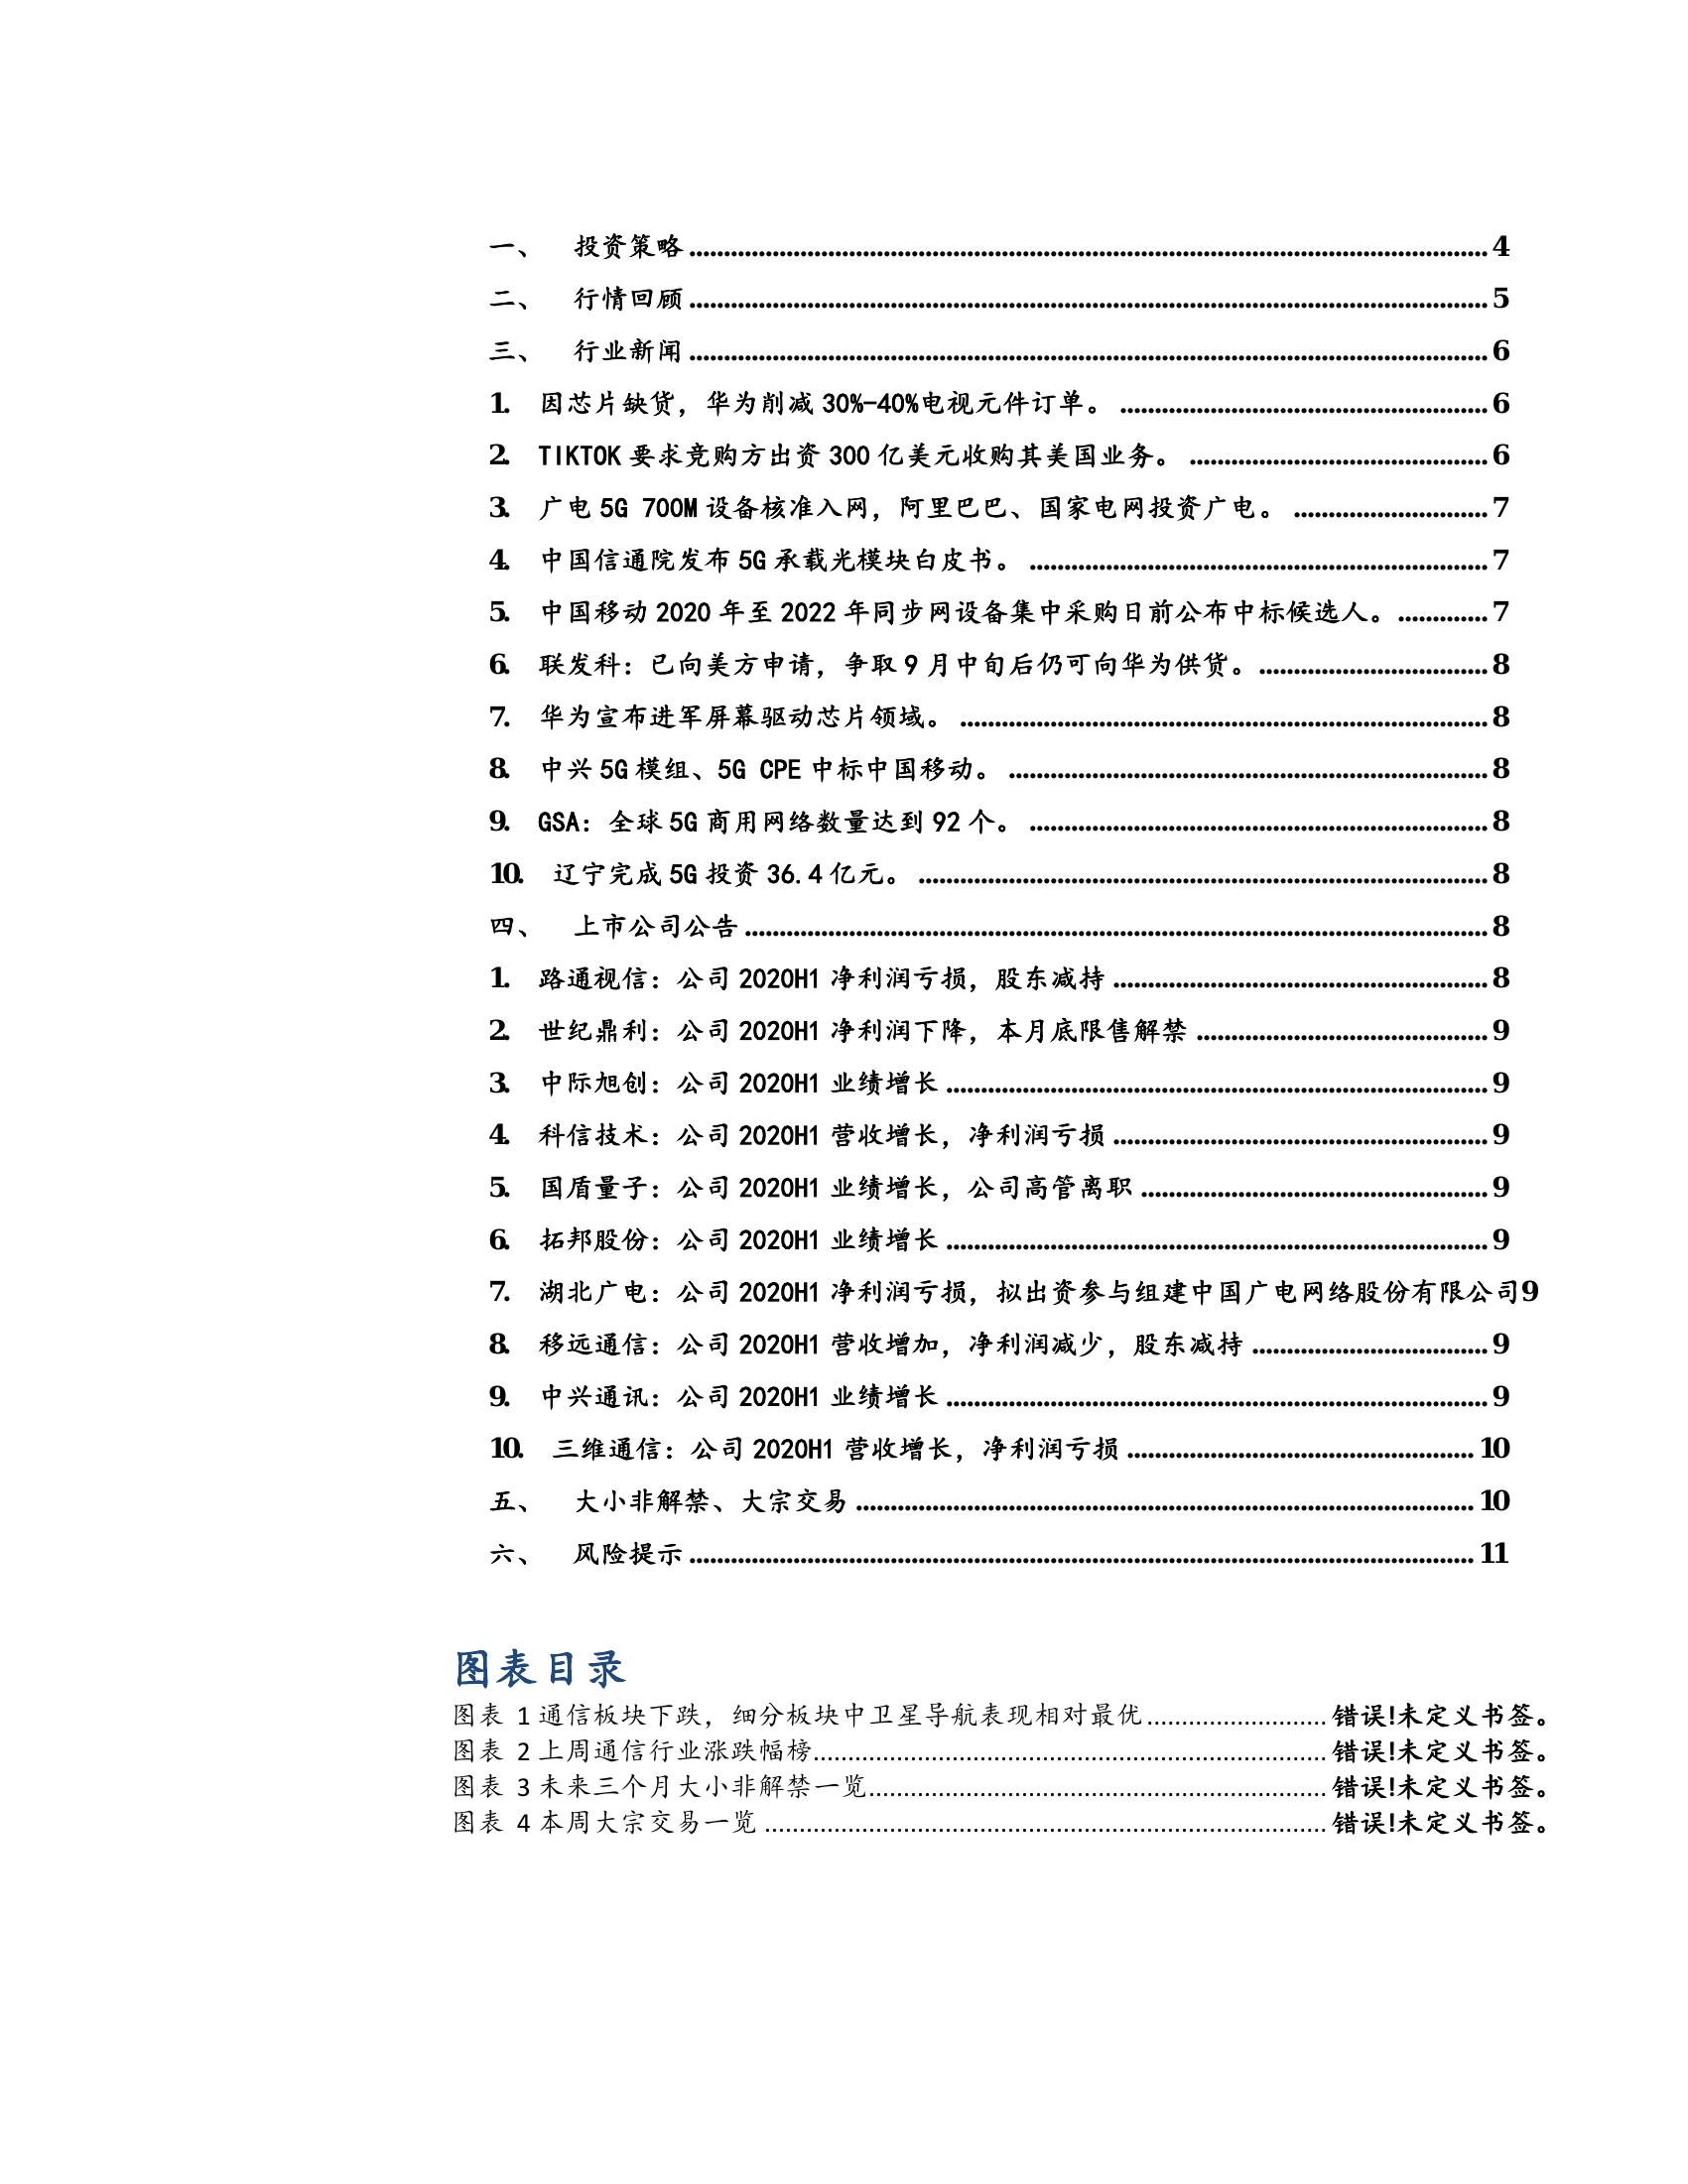 一、 投资策略 4
二、 行情回顾 5
三、 行业新闻 6
1. 因芯片缺货，华为削减 30%-40%电视元件订单。 6
2. TIKTOK 要求竞购方出资 300 亿美元收购其美国业务。 6
3. 广电 5G 700M 设备核准入网，阿里巴巴、国家电网投资广电。 7
4. 中国信通院发布 5G 承载光模块白皮书。 7
5. 中国移动 2020 年至 2022 年同步网设备集中采购日前公布中标候选人。 7
6. 联发科：已向美方申请，争取 9 月中旬后仍可向华为供货。 8
7. 华为宣布进军屏幕驱动芯片领域。 8
8. 中兴 5G 模组、5G CPE 中标中国移动。 8
9. GSA：全球 5G 商用网络数量达到 92 个。 8
10. 辽宁完成 5G 投资 36.4 亿元。 8
四、 上市公司公告 8
1. 路通视信：公司 2020H1 净利润亏损，股东减持 8
2. 世纪鼎利：公司 2020H1 净利润下降，本月底限售解禁 9
3. 中际旭创：公司 2020H1 业绩增长 9
4. 科信技术：公司 2020H1 营收增长，净利润亏损 9
5. 国盾量子：公司 2020H1 业绩增长，公司高管离职 9
6. 拓邦股份：公司 2020H1 业绩增长 9
7. 湖北广电：公司 2020H1 净利润亏损，拟出资参与组建中国广电网络股份有限公司9
8. 移远通信：公司 2020H1 营收增加，净利润减少，股东减持 9
9. 中兴通讯：公司 2020H1 业绩增长 9
10. 三维通信：公司 2020H1 营收增长，净利润亏损 10
五、 大小非解禁、大宗交易 10
六、 风险提示 11
图表目录
图表 1 通信板块下跌，细分板块中卫星导航表现相对最优 错误!未定义书签。
图表 2 上周通信行业涨跌幅榜 错误!未定义书签。
图表 3 未来三个月大小非解禁一览 错误!未定义书签。
图表 4 本周大宗交易一览 错误!未定义书签。